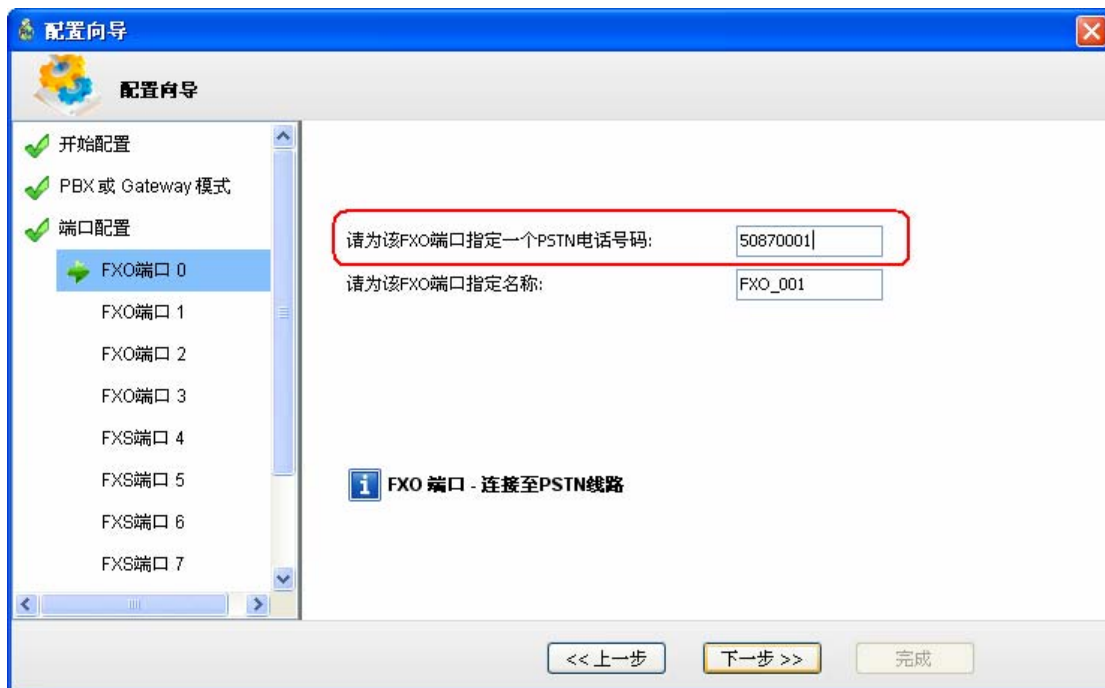 配置向导
配置向导
开始配置
PBX 或 Gateway 模式
端口配置
FXO端口 0
FXO端口 1
FXO端口 2
FXO端口 3
FXS端口 4
FXS端口 5
FXS端口 6
FXS端口 7
请为该FXO端口指定一个PSTN电话号码: 50870001
请为该FXO端口指定名称: FXO_001
FXO 端口 - 连接至PSTN线路
<< 上一步 下一步 >> 完成